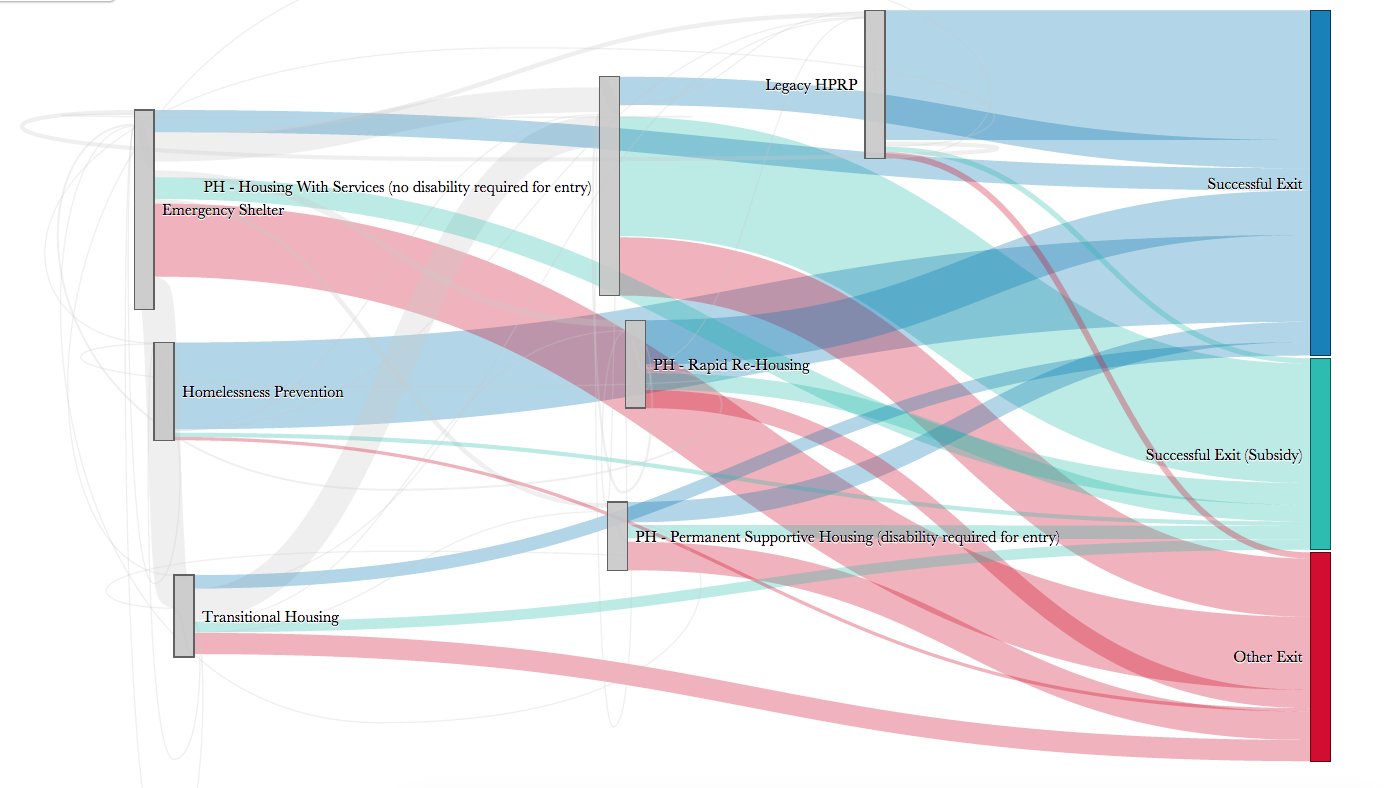 Legacy HPRP
PH - Housing With Services (no disability required for entry)
Successful Exit
Emergency Shelter
PH - Rapid Re-Housing
Homelessness Prevention
Successful Exit (Subsidy)
PH - Permanent Supportive Housing (disability required for entry)
Transitional Housing
Other Exit